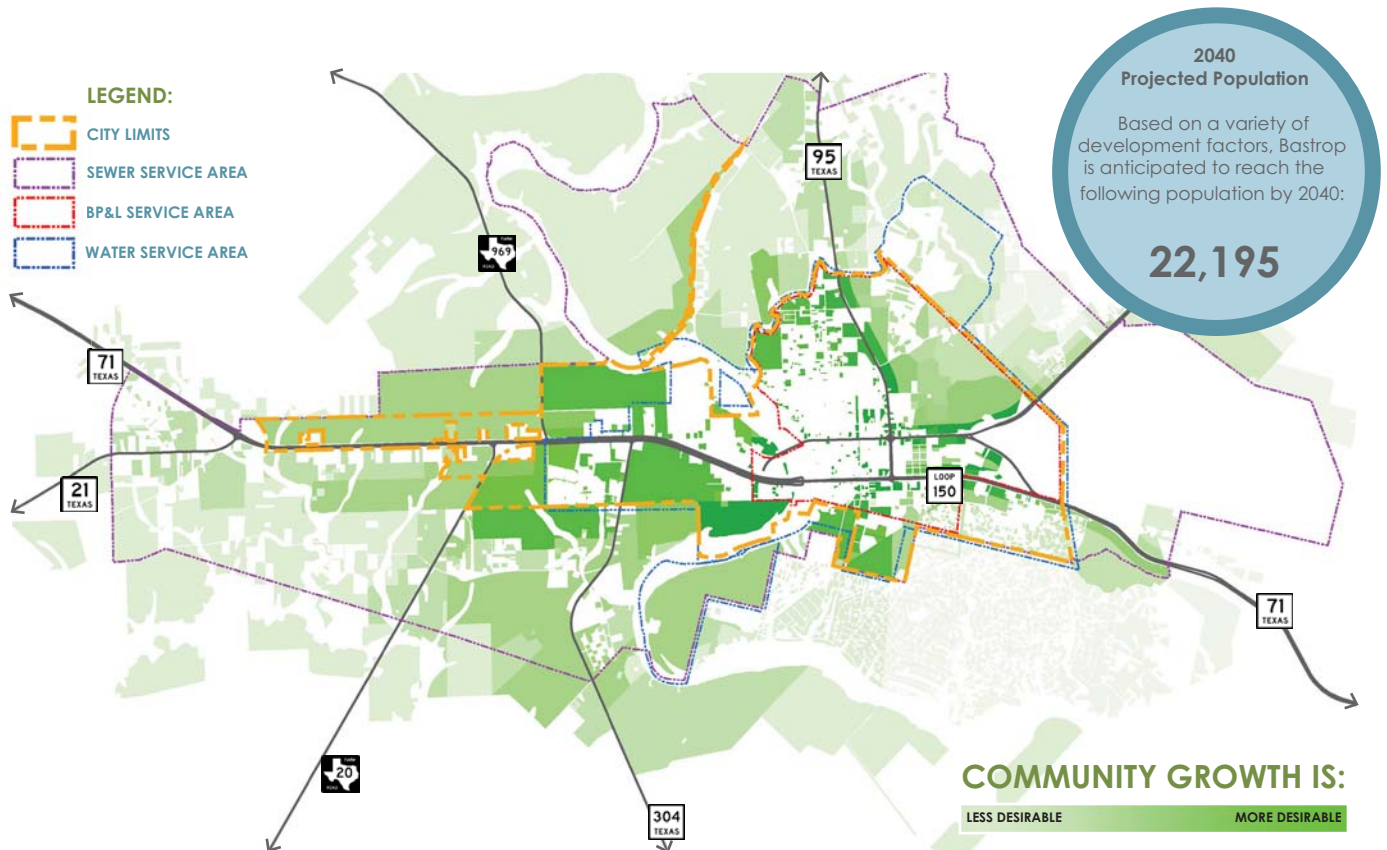 LEGEND:
CITY LIMITS
SEWER SERVICE AREA
BP&L SERVICE AREA
WATER SERVICE AREA
2040
Projected Population
Based on a variety of
development factors, Bastrop
is anticipated to reach the
following population by 2040:
22,195
95
TEXAS
969
ROAD
71
TEXAS
21
TEXAS
LOOP
150
71
TEXAS
20
ROAD
304
TEXAS
COMMUNITY GROWTH IS:
LESS DESIRABLE
MORE DESIRABLE